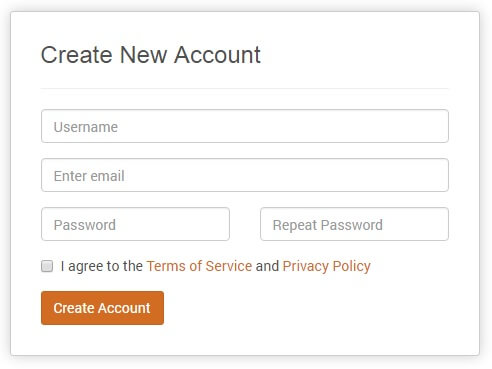 Create New Account
Username
Enter email
Password Repeat Password
I agree to the Terms of Service and Privacy Policy
Create Account